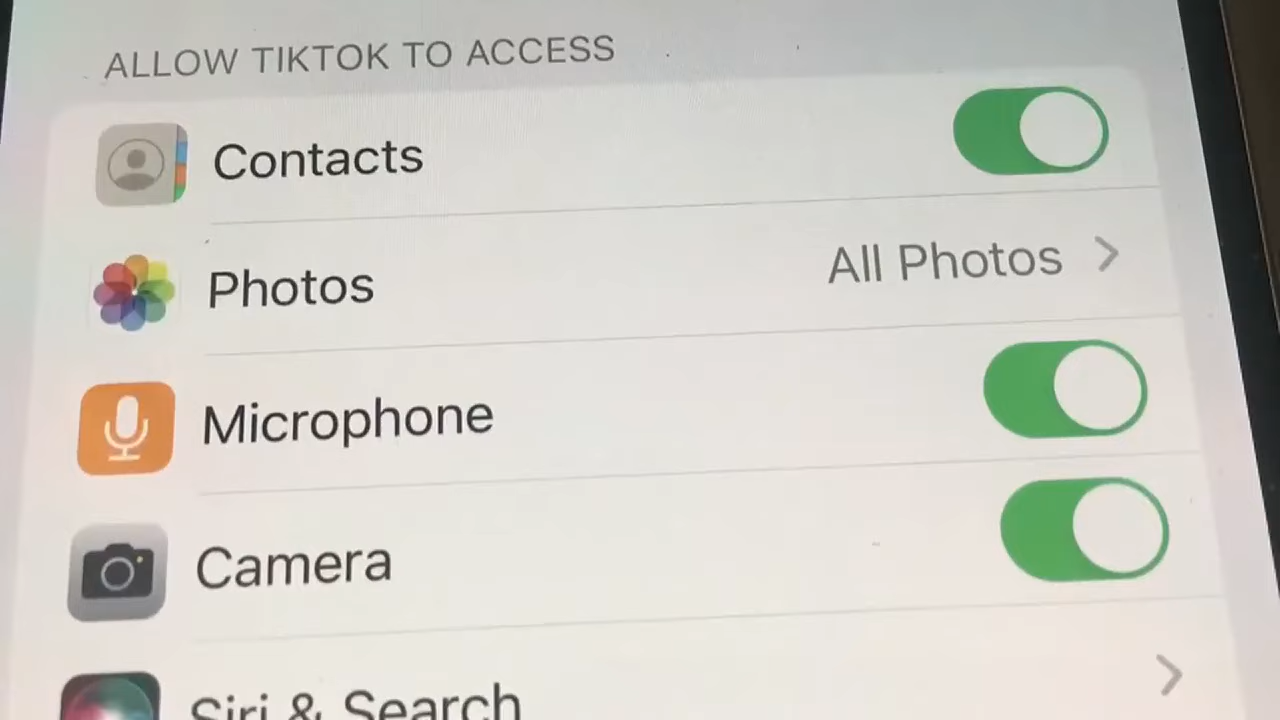 ALLOW TIKTOK TO ACCESS
Contacts
Photos All Photos
Microphone
Camera
Siri & Search